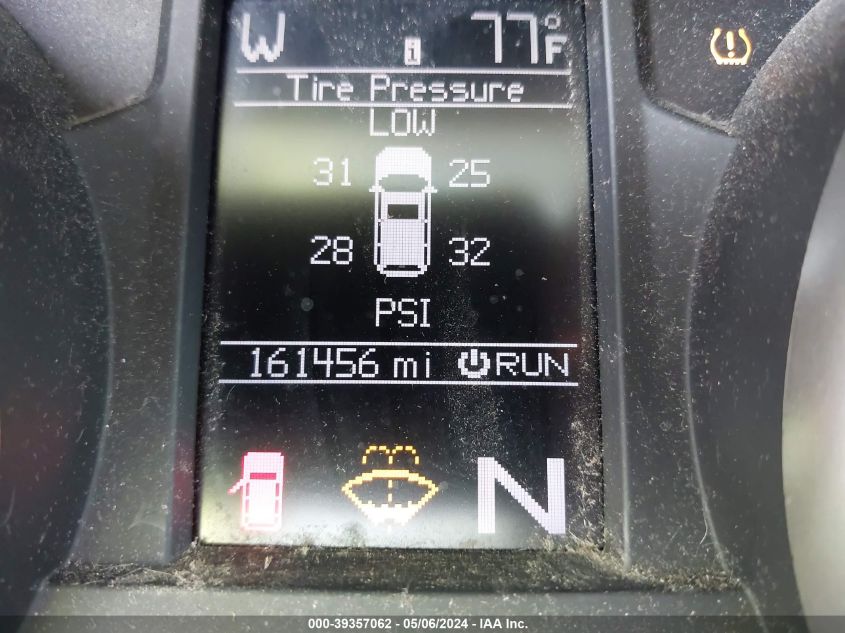 W i 77°F
Tire Pressure
LOW
31 25
28 32
PSI
161456 mi RUN
N
000-39357062 - 05/06/2024 - IAA Inc.